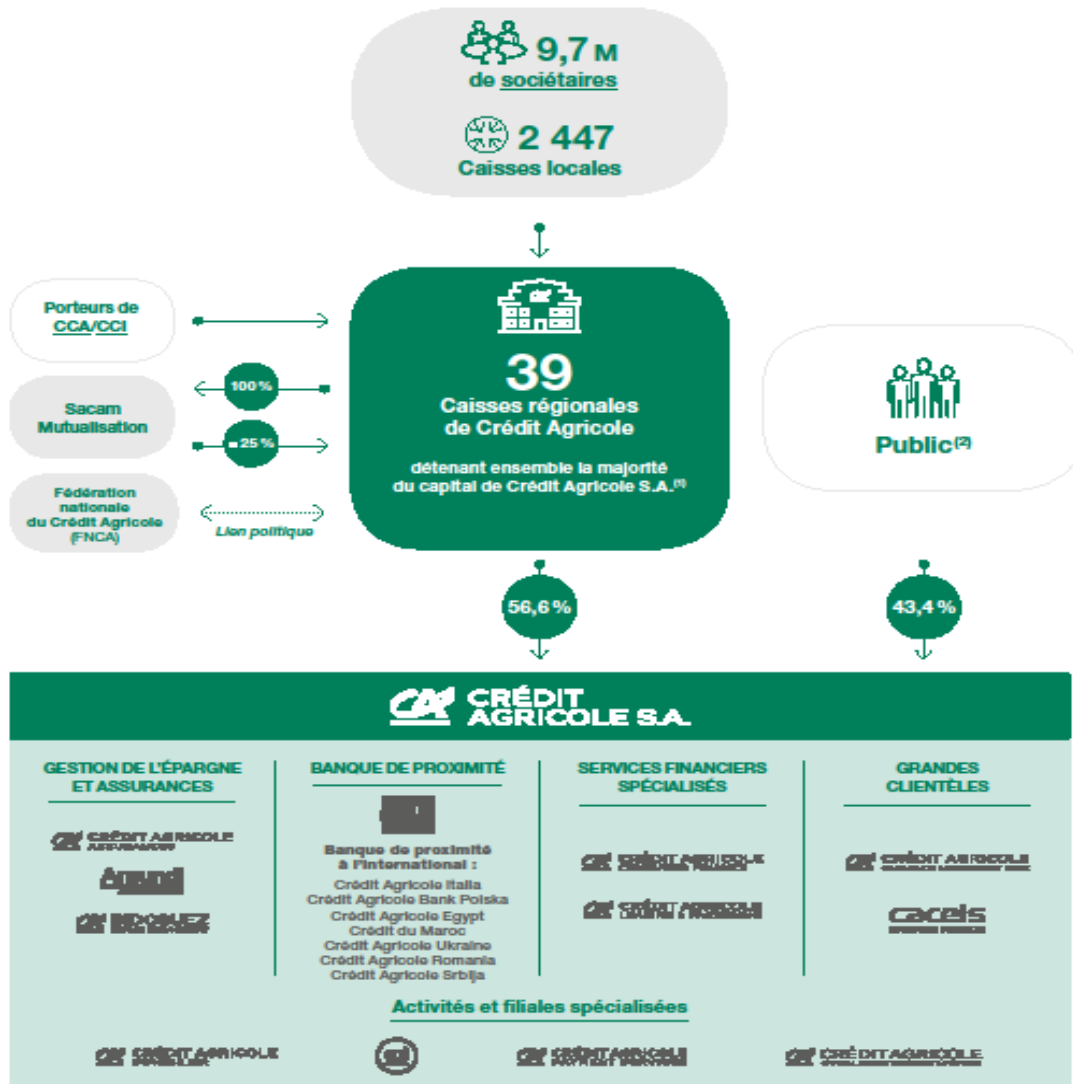 9,7 M
de sociétaires
2 447
Caisses locales
Porteurs de
CCA/CCI
100 %
Sacam
Mutualisation
25 %
Fédération
nationale
du Crédit Agricole
(FNCA)
Lien politique
39
Caisses régionales
de Crédit Agricole
détenant ensemble la majorité
du capital de Crédit Agricole S.A.(1)
Public(2)
56,6 %
43,4 %
CRÉDIT
AGRICOLE S.A.
GESTION DE L'ÉPARGNE
ET ASSURANCES
CRÉDIT AGRICOLE
ASSURANCES
Amundi
BANQUE DE PROXIMITÉ
Banque de proximité
à l'international :
Crédit Agricole Italia
Crédit Agricole Bank Polska
Crédit Agricole Egypt
Crédit du Maroc
Crédit Agricole Ukraine
Crédit Agricole Romania
Crédit Agricole Srbija
SERVICES FINANCIERS
SPÉCIALISÉS
CRÉDIT AGRICOLE
CRÉDIT AGRICOLE
GRANDES
CLIENTÈLES
CRÉDIT AGRICOLE
caceis
Activités et filiales spécialisées
CRÉDIT AGRICOLE
CRÉDIT AGRICOLE
CRÉDIT AGRICOLE